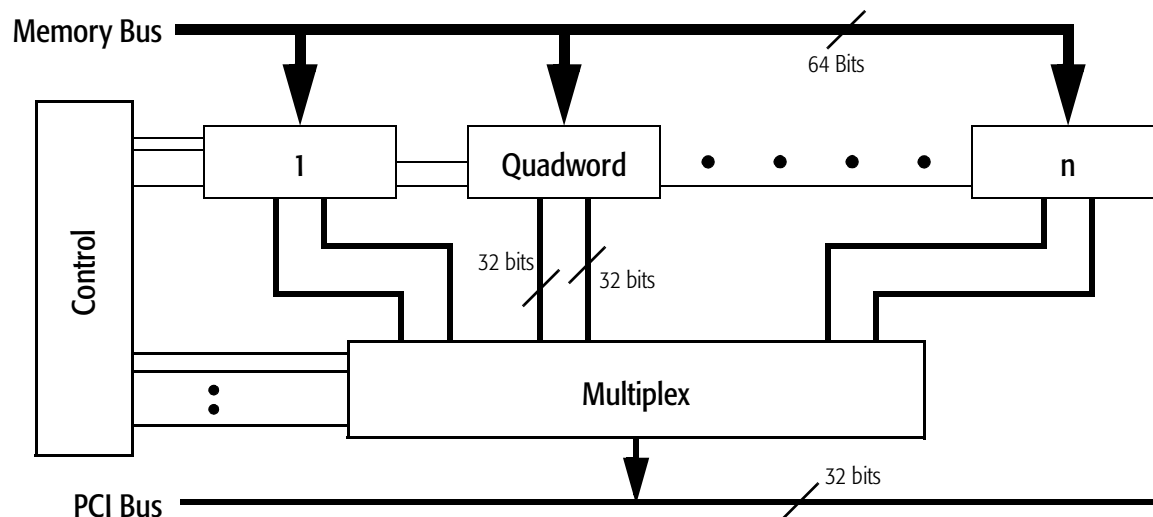 Memory Bus
64 Bits
1
Quadword
n
Control
32 bits
32 bits
Multiplex
32 bits
PCI Bus